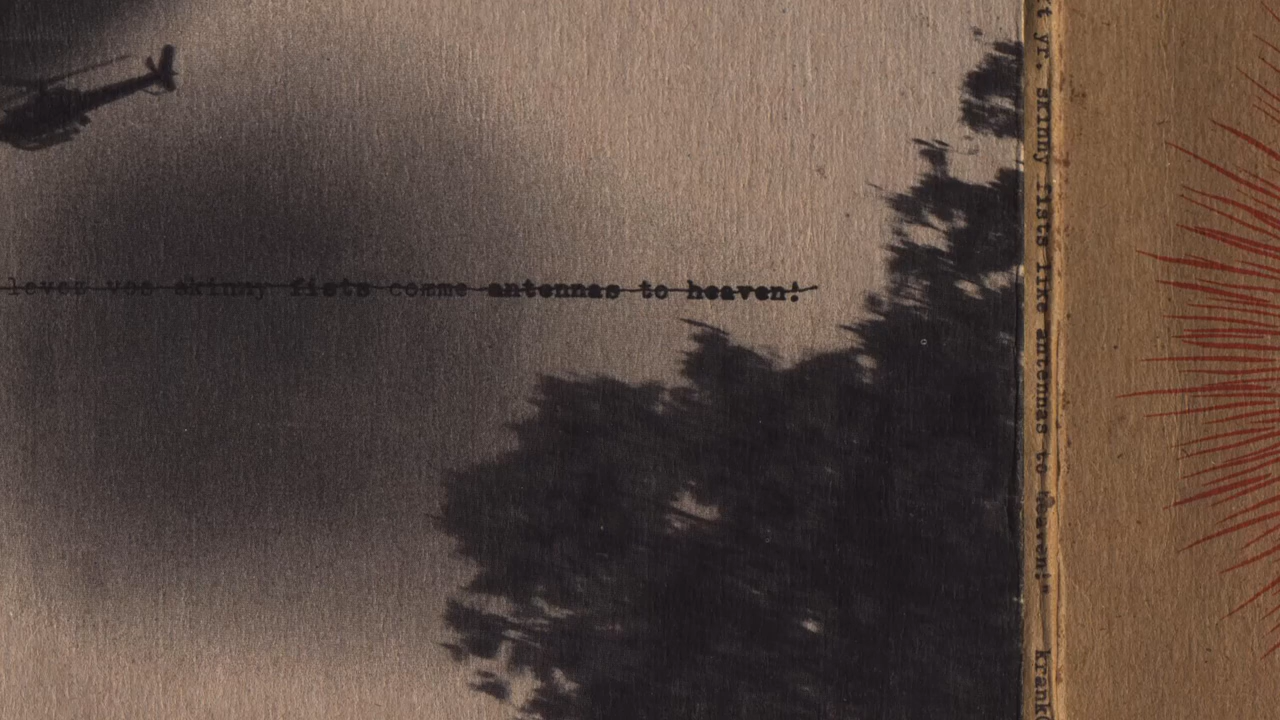 levez vos skinny fists comme antennas to heaven!
yr. skinny fists like antennas to heaven!" krank